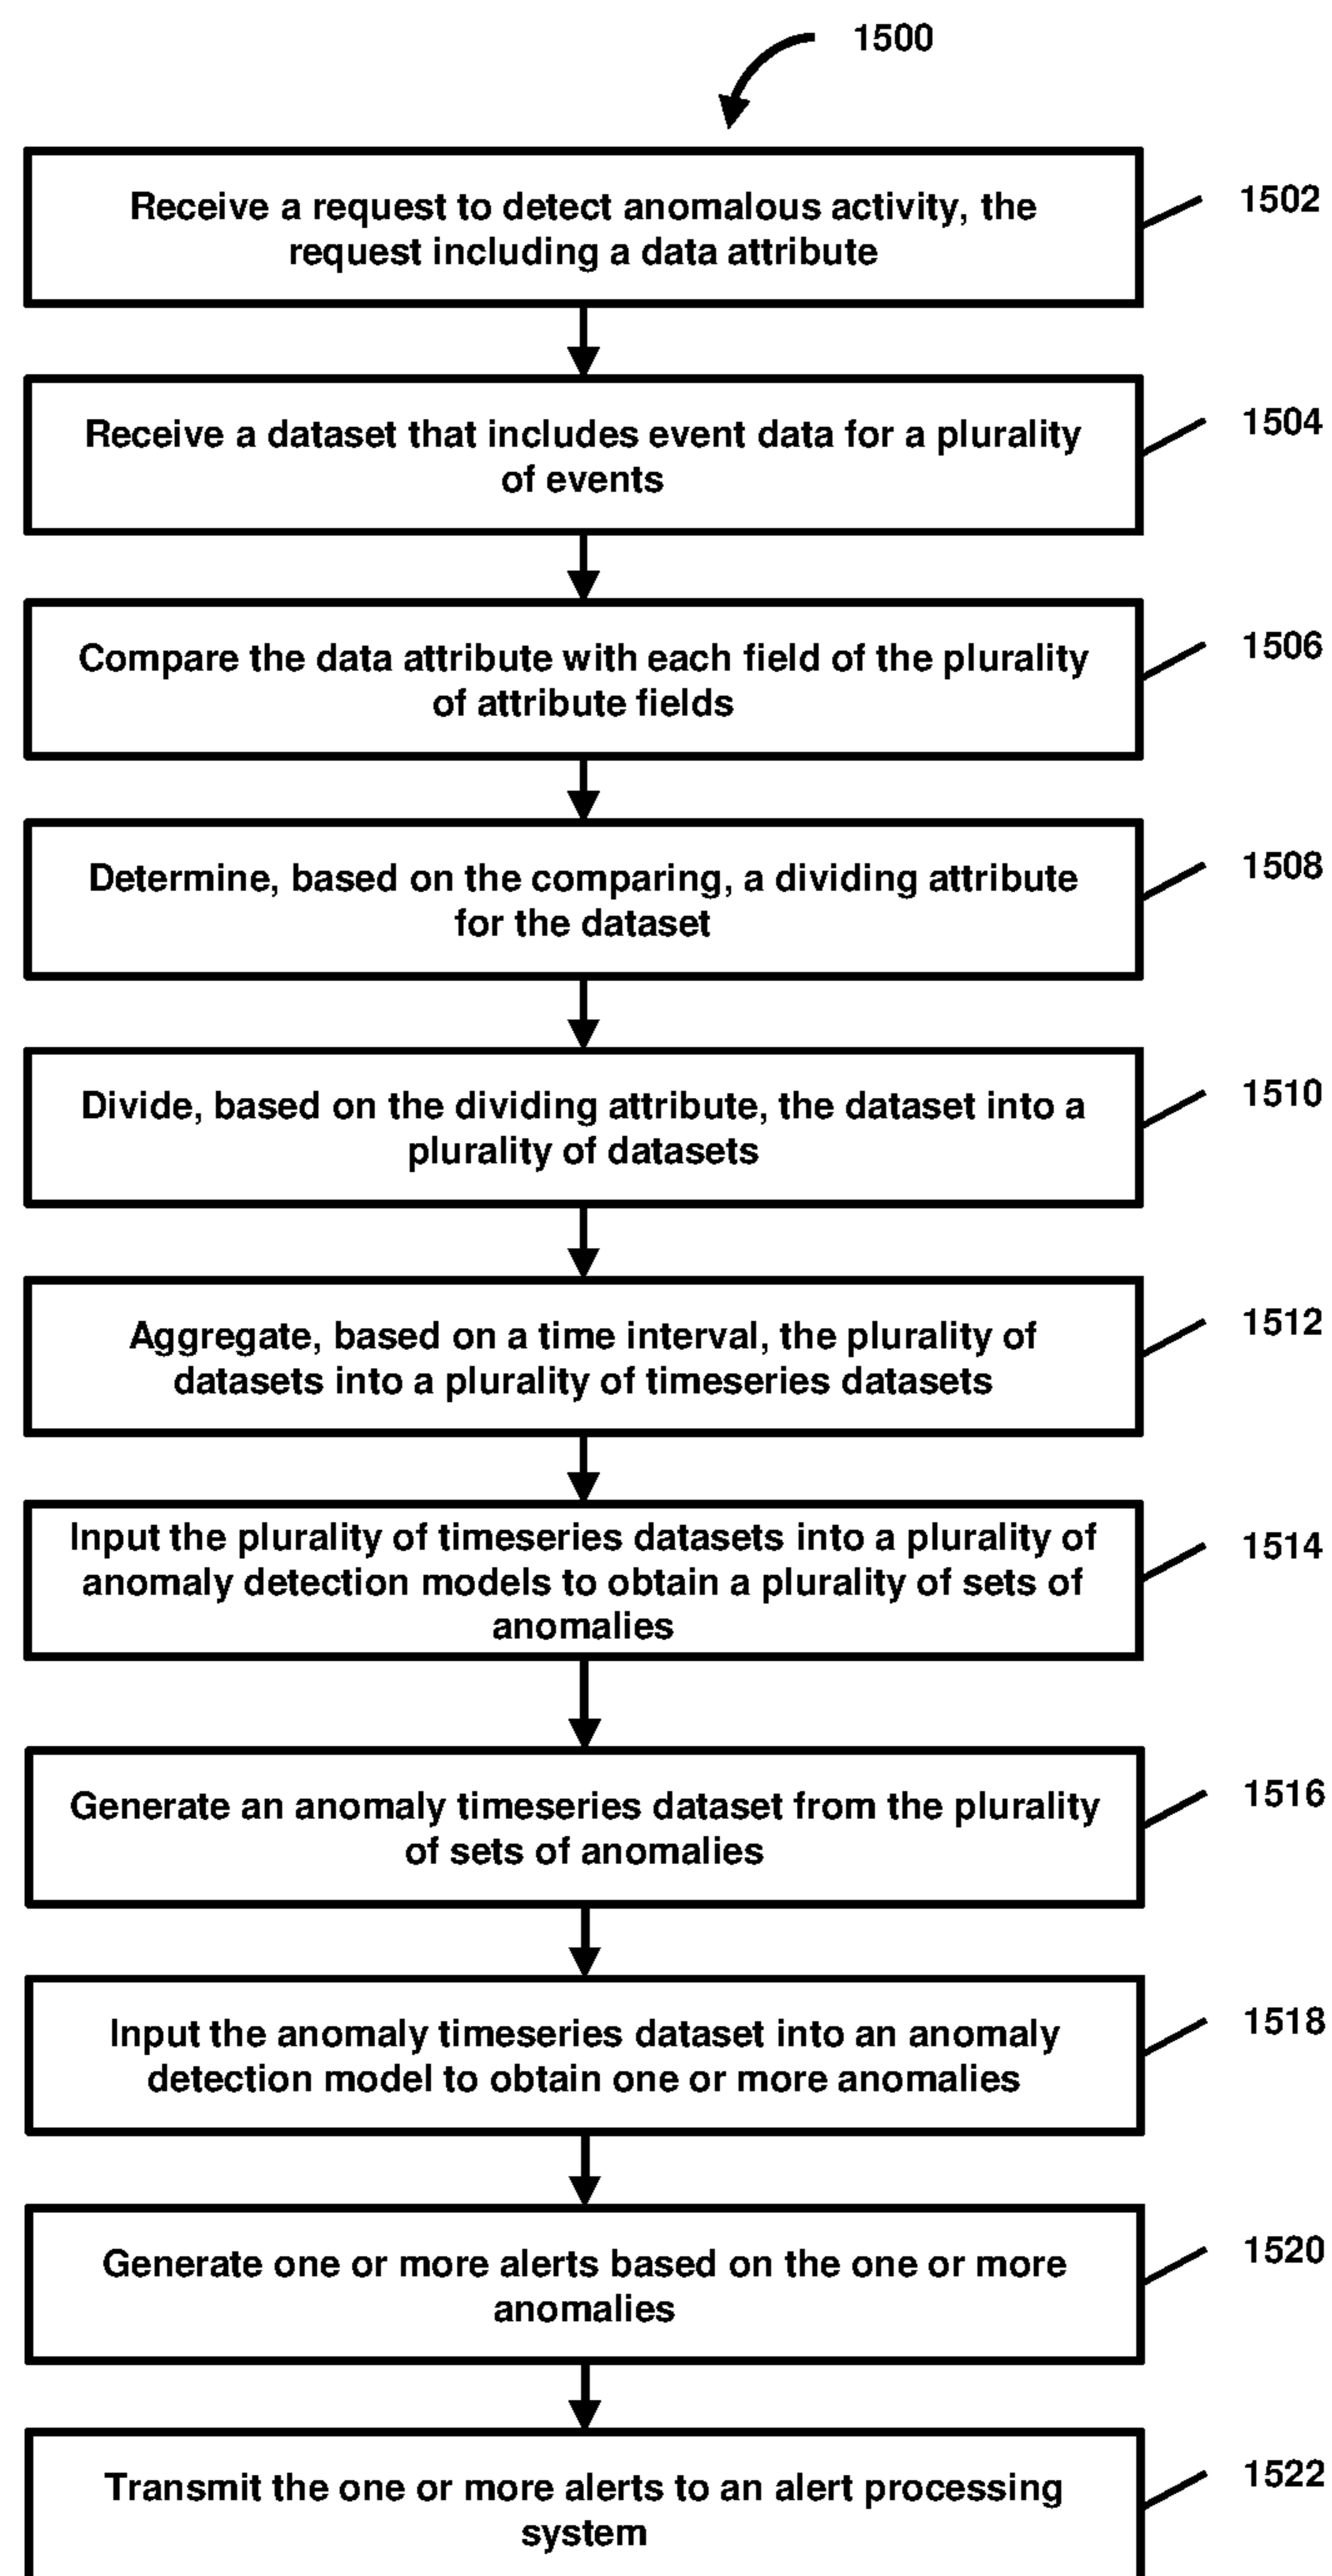 1500
Receive a request to detect anomalous activity, the
request including a data attribute
1502
Receive a dataset that includes event data for a plurality
of events
1504
Compare the data attribute with each field of the plurality
of attribute fields
1506
Determine, based on the comparing, a dividing attribute
for the dataset
1508
Divide, based on the dividing attribute, the dataset into a
plurality of datasets
1510
Aggregate, based on a time interval, the plurality of
datasets into a plurality of timeseries datasets
1512
Input the plurality of timeseries datasets into a plurality of
anomaly detection models to obtain a plurality of sets of
anomalies
1514
Generate an anomaly timeseries dataset from the plurality
of sets of anomalies
1516
Input the anomaly timeseries dataset into an anomaly
detection model to obtain one or more anomalies
1518
Generate one or more alerts based on the one or more
anomalies
1520
Transmit the one or more alerts to an alert processing
system
1522